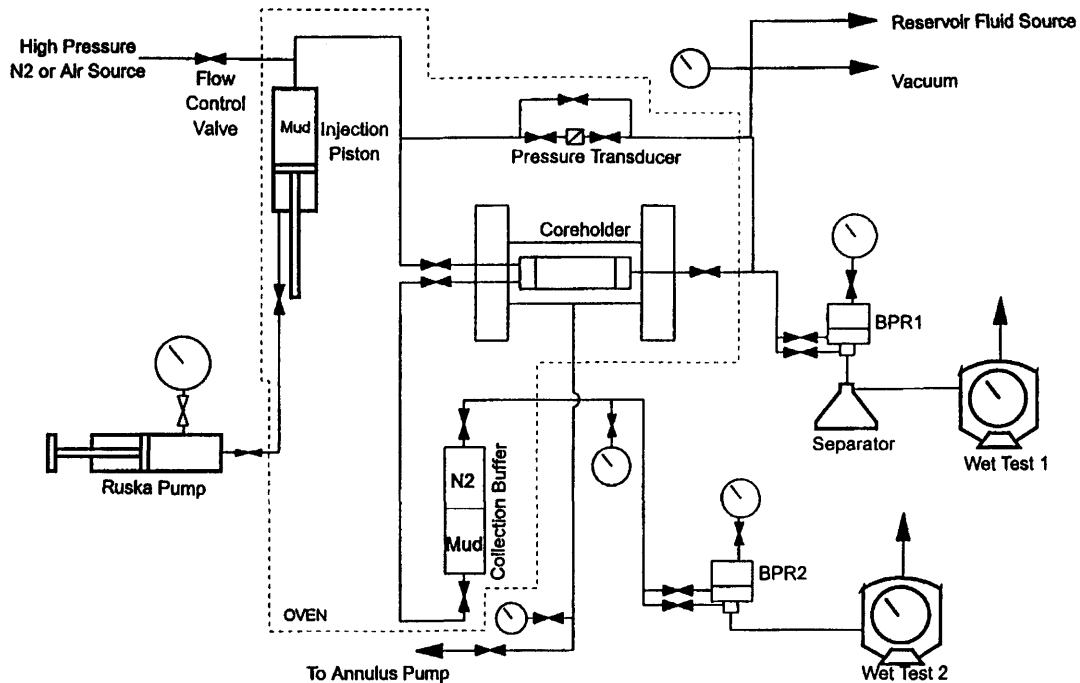 Reservoir Fluid Source
High Pressure
N2 or Air Source
Flow
Control
Valve
Vacuum
Mud
Injection
Piston
Pressure Transducer
Coreholder
BPR1
Separator
Wet Test 1
Ruska Pump
N2
Mud
Collection Buffer
BPR2
OVEN
To Annulus Pump
Wet Test 2